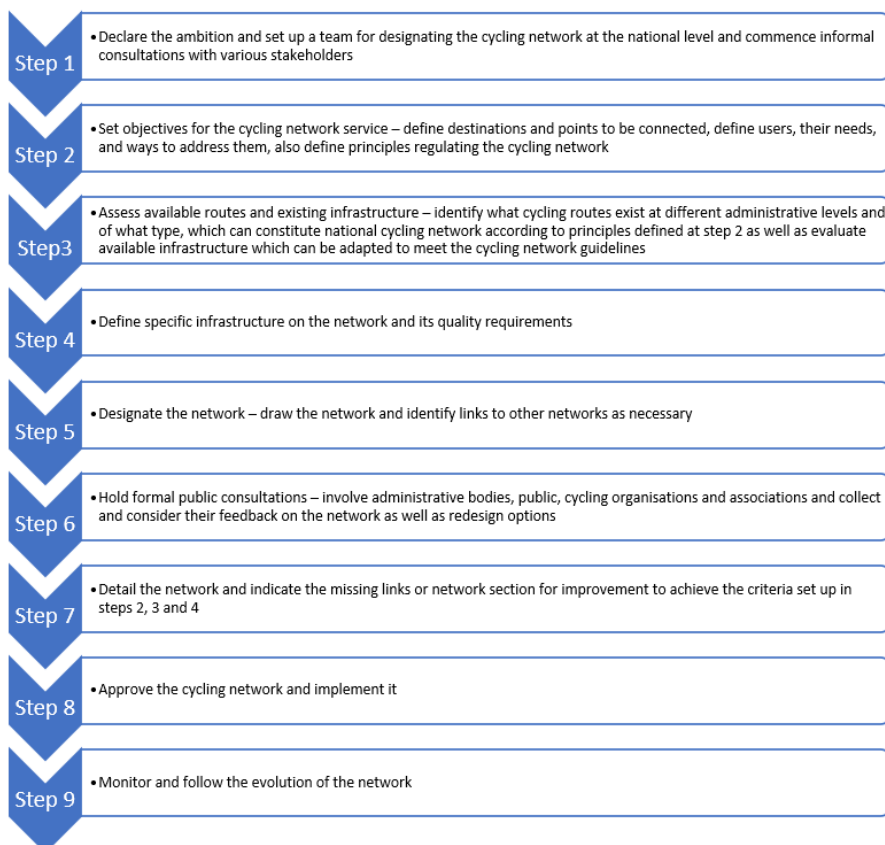 Step 1
• Declare the ambition and set up a team for designating the cycling network at the national level and commence informal
consultations with various stakeholders
Step 2
• Set objectives for the cycling network service – define destinations and points to be connected, define users, their needs,
and ways to address them, also define principles regulating the cycling network
Step3
• Assess available routes and existing infrastructure – identify what cycling routes exist at different administrative levels and
of what type, which can constitute national cycling network according to principles defined at step 2 as well as evaluate
available infrastructure which can be adapted to meet the cycling network guidelines
Step 4
• Define specific infrastructure on the network and its quality requirements
Step 5
• Designate the network – draw the network and identify links to other networks as necessary
Step 6
• Hold formal public consultations – involve administrative bodies, public, cycling organisations and associations and collect
and consider their feedback on the network as well as redesign options
Step 7
• Detail the network and indicate the missing links or network section for improvement to achieve the criteria set up in
steps 2, 3 and 4
Step 8
• Approve the cycling network and implement it
Step 9
• Monitor and follow the evolution of the network